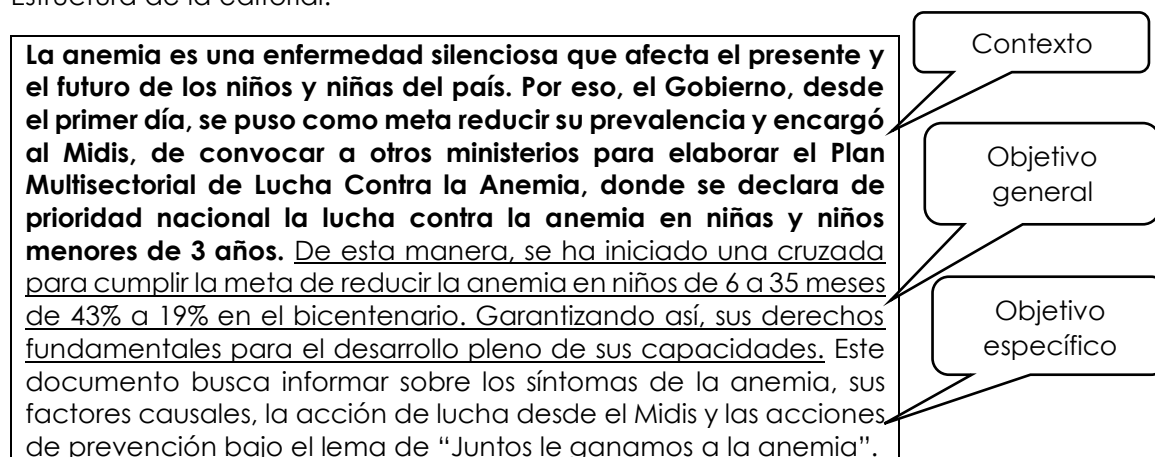 Estructura de la editorial.
La anemia es una enfermedad silenciosa que afecta el presente y
el futuro de los niños y niñas del país. Por eso, el Gobierno, desde
el primer día, se puso como meta reducir su prevalencia y encargó
al Midis, de convocar a otros ministerios para elaborar el Plan
Multisectorial de Lucha Contra la Anemia, donde se declara de
prioridad nacional la lucha contra la anemia en niñas y niños
menores de 3 años. De esta manera, se ha iniciado una cruzada
para cumplir la meta de reducir la anemia en niños de 6 a 35 meses
de 43% a 19% en el bicentenario. Garantizando así, sus derechos
fundamentales para el desarrollo pleno de sus capacidades. Este
documento busca informar sobre los síntomas de la anemia, sus
factores causales, la acción de lucha desde el Midis y las acciones
de prevención bajo el lema de “Juntos le ganamos a la anemia”.
Contexto
Objetivo
general
Objetivo
específico